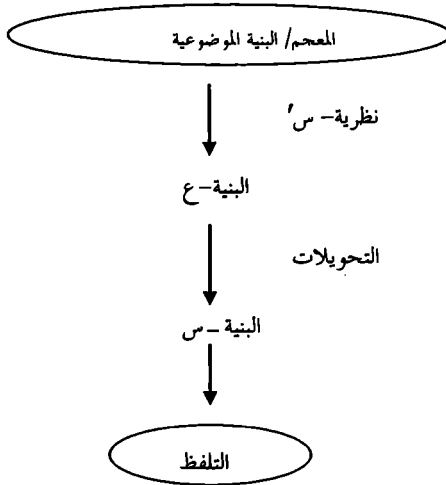 المعجم/ البنية الموضوعية
نظرية- س′
البنية-ع
التحويلات
البنية – س
التلفظ